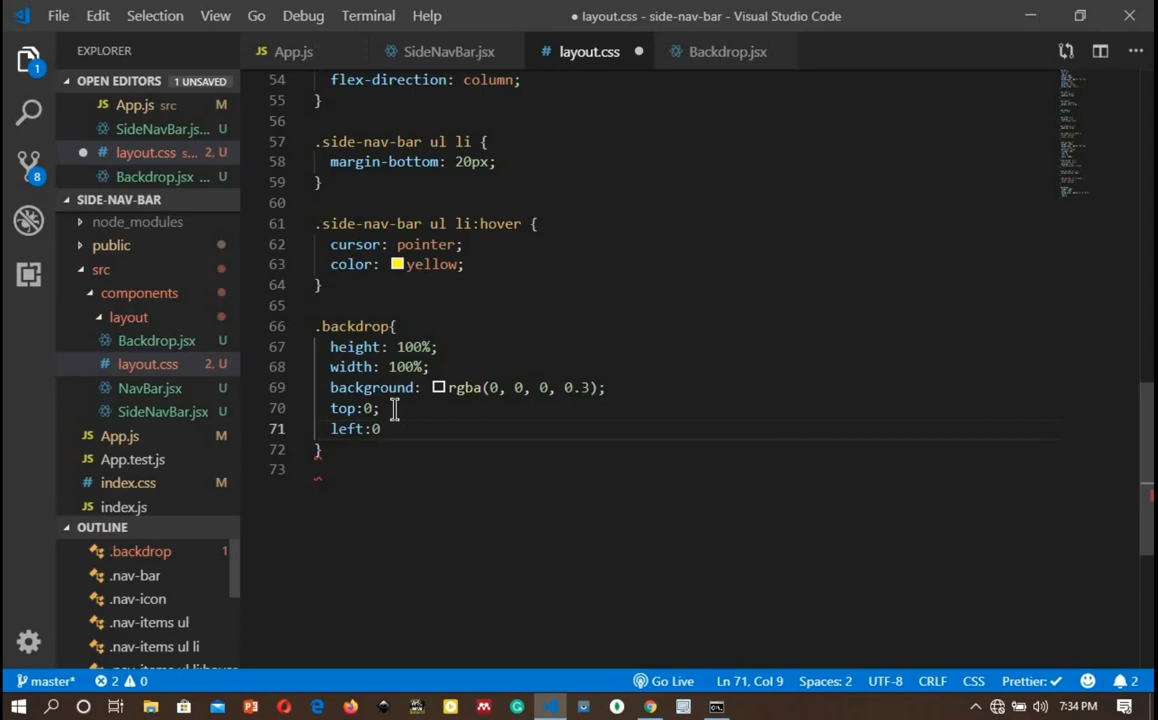 File Edit Selection View Go Debug Terminal Help
● layout.css - side-nav-bar - Visual Studio Code
EXPLORER
OPEN EDITORS 1 UNSAVED
App.js src M
SideNavBar.js... U
layout.css s... 2, U
Backdrop.jsx ... U
SIDE-NAV-BAR
node_modules
public
src
components
layout
Backdrop.jsx U
layout.css 2, U
NavBar.jsx U
SideNavBar.jsx U
App.js M
App.test.js
index.css M
index.js
OUTLINE
.backdrop 1
.nav-bar
.nav-icon
.nav-items ul
.nav-items ul li
1
8
App.js SideNavBar.jsx layout.css Backdrop.jsx
54 flex-direction: column;
55 }
56
57 .side-nav-bar ul li {
58 margin-bottom: 20px;
59 }
60
61 .side-nav-bar ul li:hover {
62 cursor: pointer;
63 color: yellow;
64 }
65
66 .backdrop{
67 height: 100%;
68 width: 100%;
69 background: rgba(0, 0, 0, 0.3);
70 top:0;
71 left:0
72 }
73
master* 2 0 Go Live Ln 71, Col 9 Spaces: 2 UTF-8 CRLF CSS Prettier: ✓ 2
7:34 PM